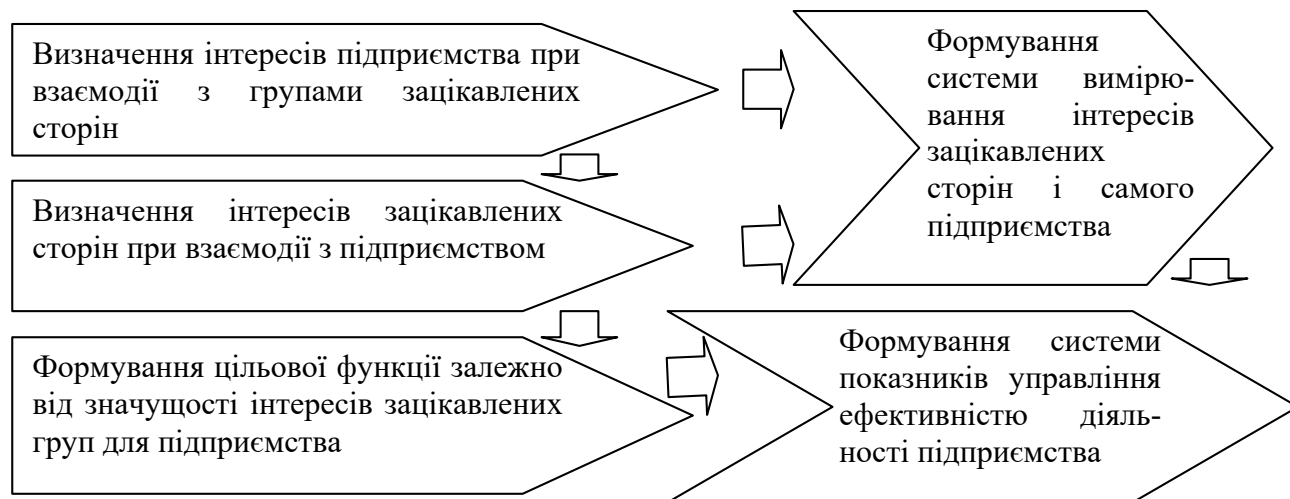 Визначення інтересів підприємства при
взаємодії з групами зацікавлених
сторін
Формування
системи вимірю-
вання інтересів
зацікавлених
сторін і самого
підприємства
Визначення інтересів зацікавлених
сторін при взаємодії з підприємством
Формування цільової функції залежно
від значущості інтересів зацікавлених
груп для підприємства
Формування системи
показників управління
ефективністю діяль-
ності підприємства